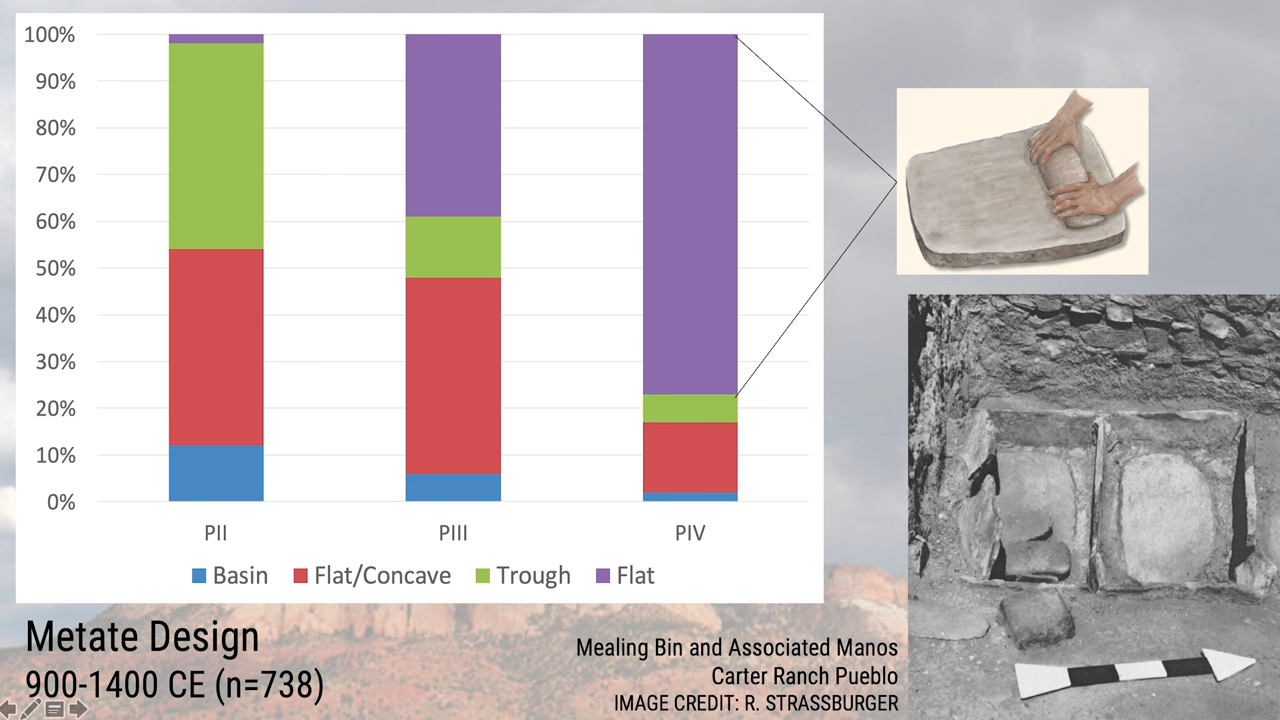 100%
90%
80%
70%
60%
50%
40%
30%
20%
10%
0%
PII PIII PIV
Basin Flat/Concave Trough Flat
Metate Design
900-1400 CE (n=738)
Mealing Bin and Associated Manos
Carter Ranch Pueblo
IMAGE CREDIT: R. STRASSBURGER